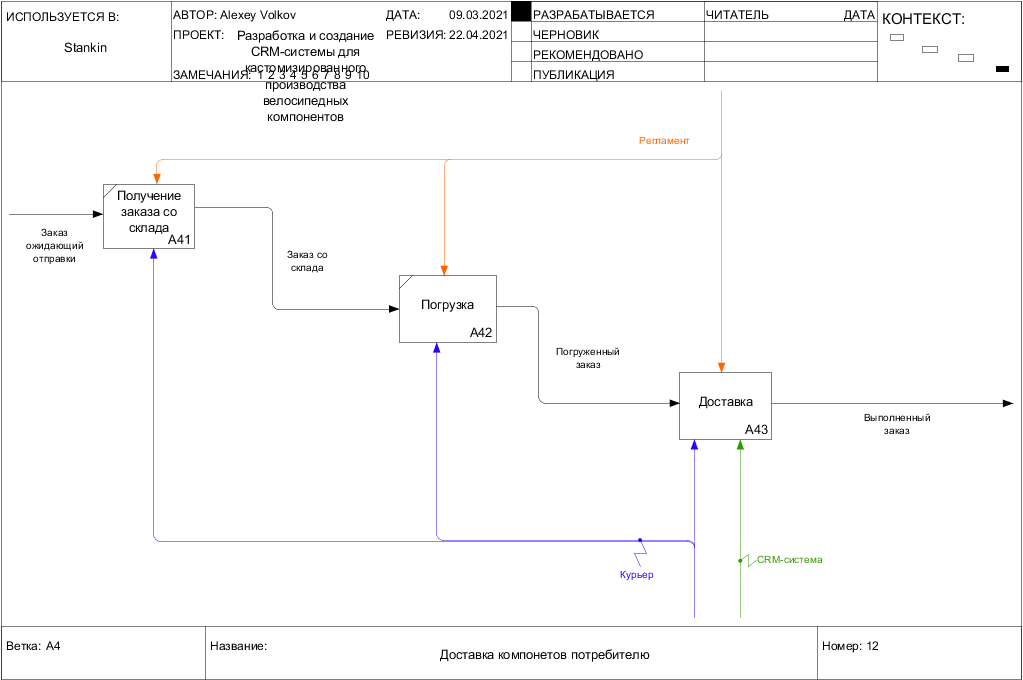 ИСПОЛЬЗУЕТСЯ В:
Stankin
АВТОР: Alexey Volkov
ДАТА: 09.03.2021
ПРОЕКТ: Разработка и создание
CRM-системы для
кастомизированного
производства
велосипедных
компонентов
РЕВИЗИЯ: 22.04.2021
ЗАМЕЧАНИЯ: 1 2 3 4 5 6 7 8 9 10
РАЗРАБАТЫВАЕТСЯ
ЧЕРНОВИК
РЕКОМЕНДОВАНО
ПУБЛИКАЦИЯ
ЧИТАТЕЛЬ ДАТА
КОНТЕКСТ:
Регламент
Получение
заказа со
склада
A41
Заказ
ожидающий
отправки
Заказ со
склада
Погрузка
A42
Погруженный
заказ
Доставка
A43
Выполненный
заказ
CRM-система
Курьер
Ветка: A4
Название:
Доставка компонетов потребителю
Номер: 12